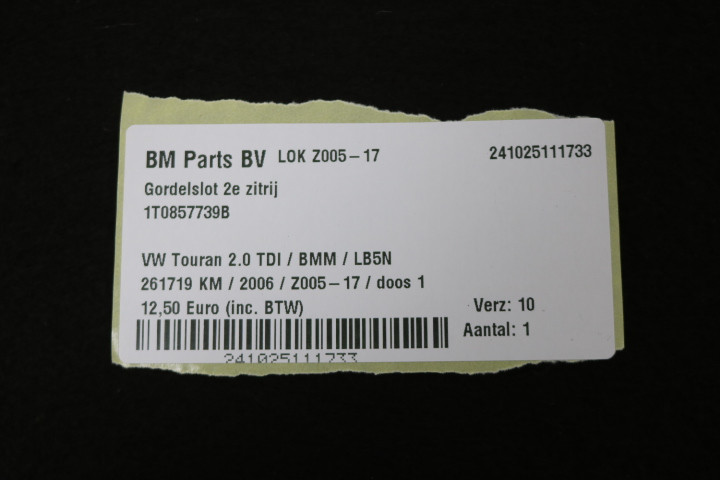 BM Parts BV LOK Z005-17 241025111733
Gordelslot 2e zitrij
1T0857739B
VW Touran 2.0 TDI / BMM / LB5N
261719 KM / 2006 / Z005-17 / doos 1
12,50 Euro (inc. BTW) Verz: 10
Aantal: 1
241025111733